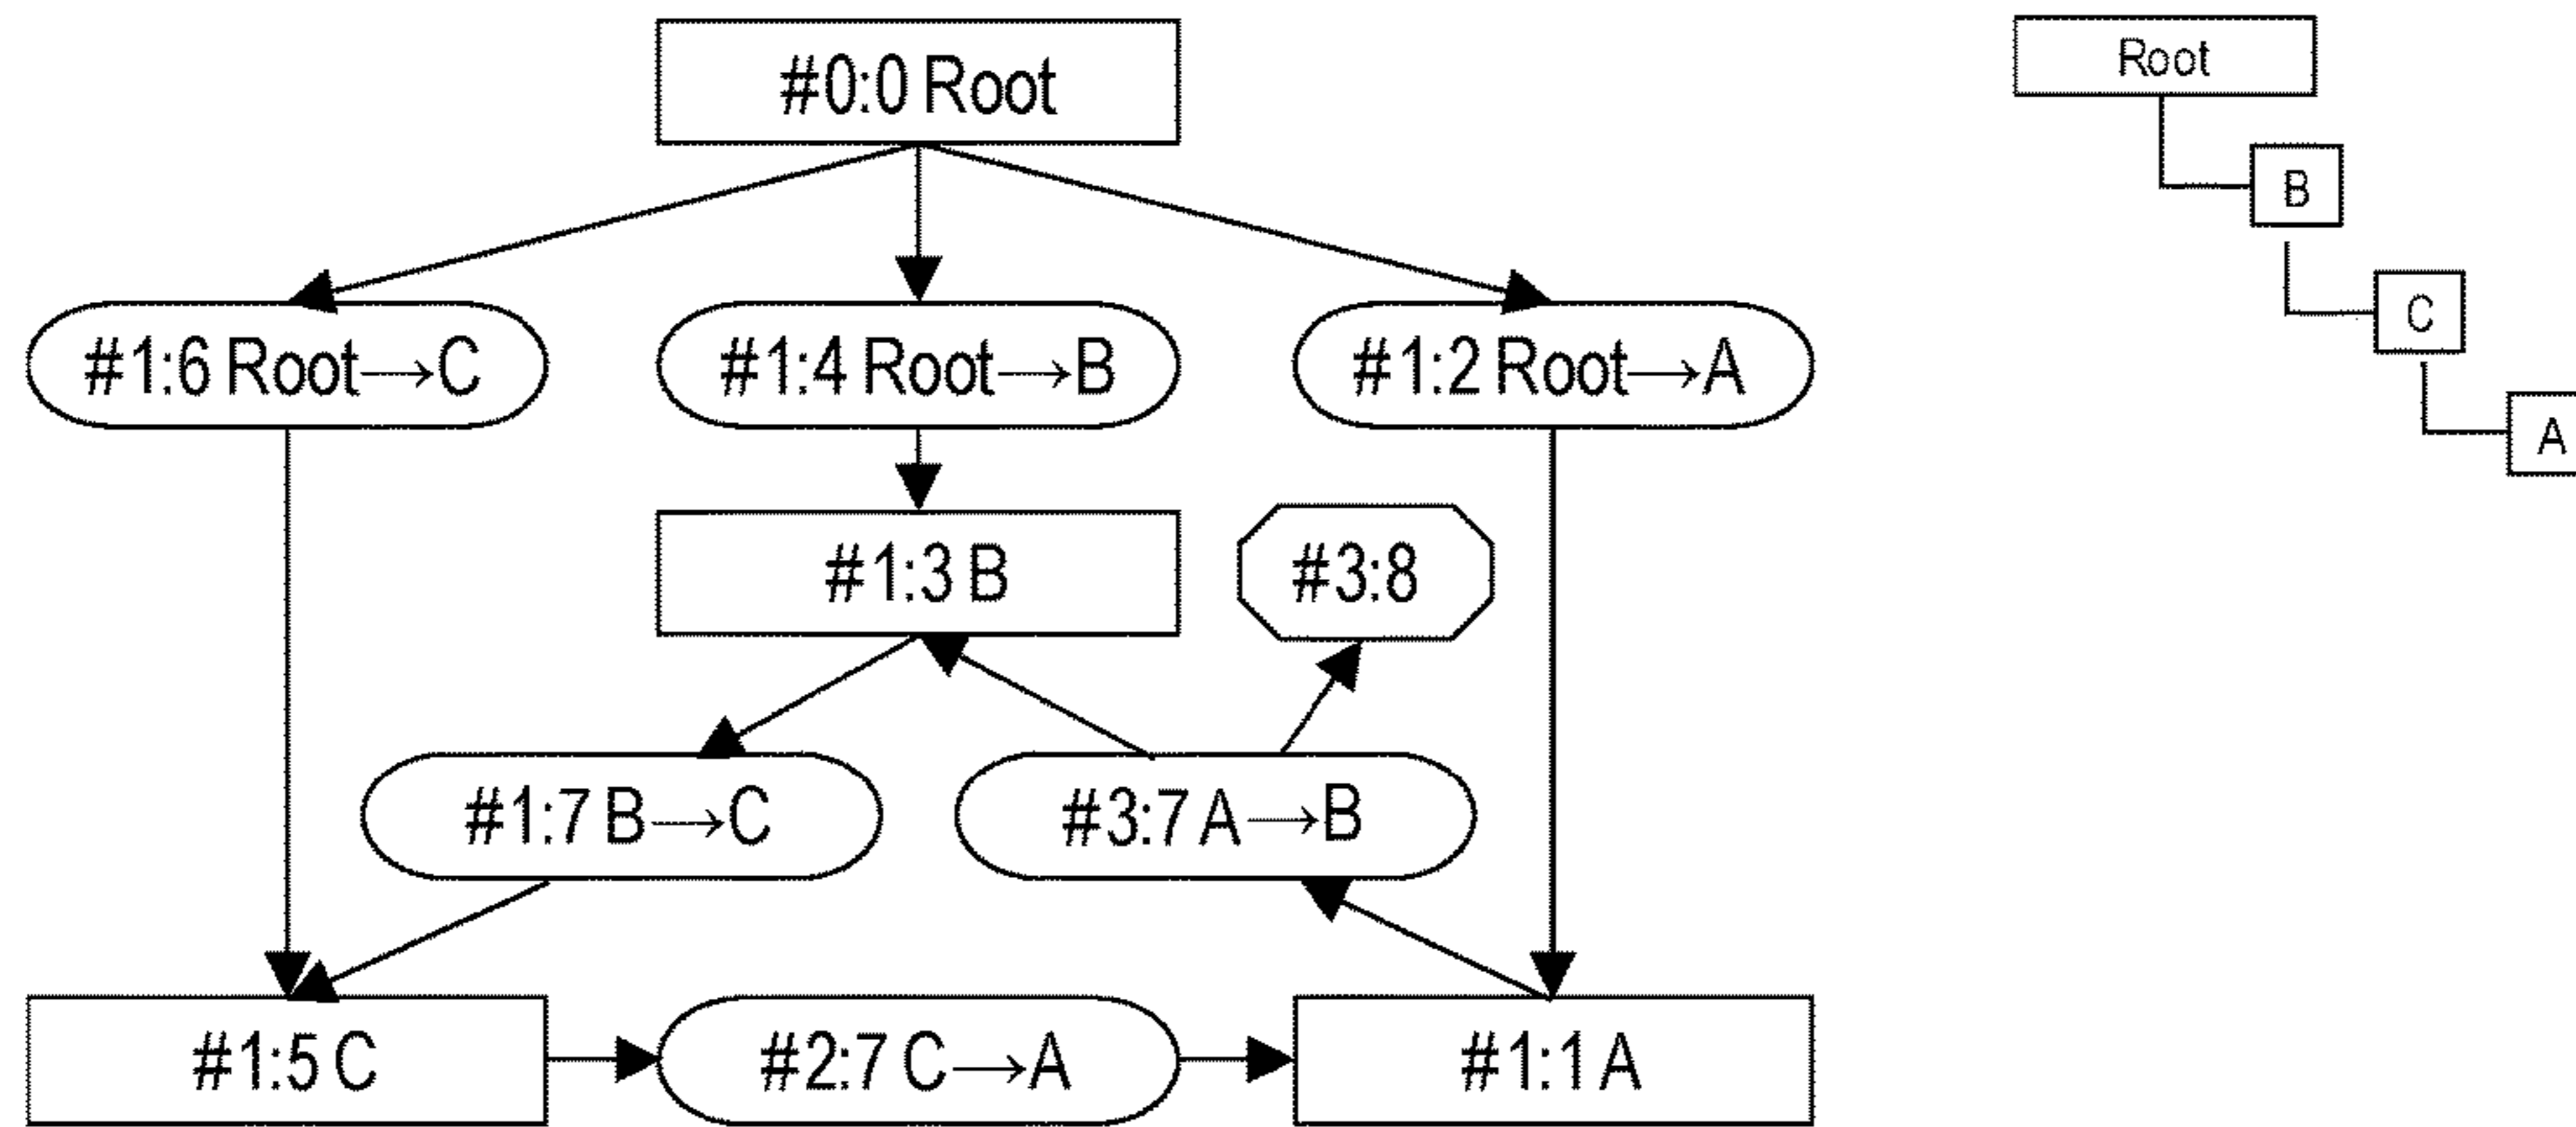 #0:0 Root
#1:6 Root→C
#1:4 Root→B
#1:2 Root→A
#1:3 B
#3:8
#1:7 B→C
#3:7 A→B
#1:5 C
#2:7 C→A
#1:1 A
Root
B
C
A